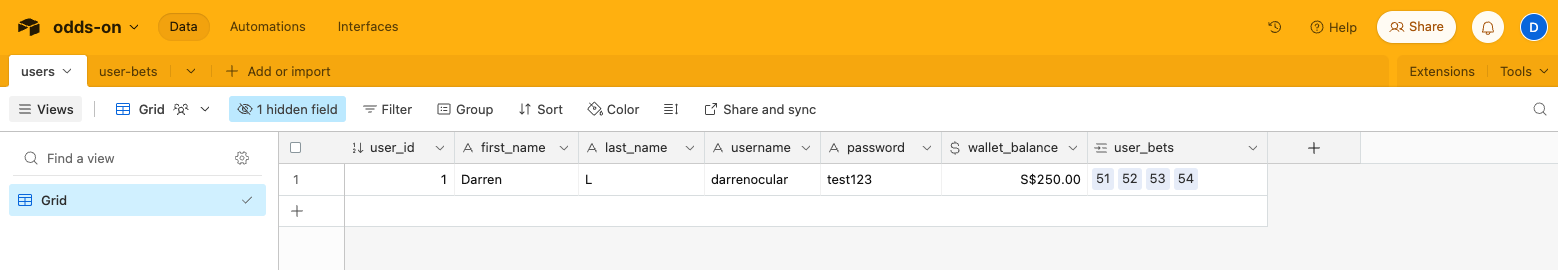 odds-on Data Automations Interfaces Help Share D
users user-bets Add or import Extensions Tools
Views Grid 1 hidden field Filter Group Sort Color Share and sync
Find a view
Grid
user_id first_name last_name username password wallet_balance user_bets
1 1 Darren L darrenocular test123 S$250.00 51 52 53 54